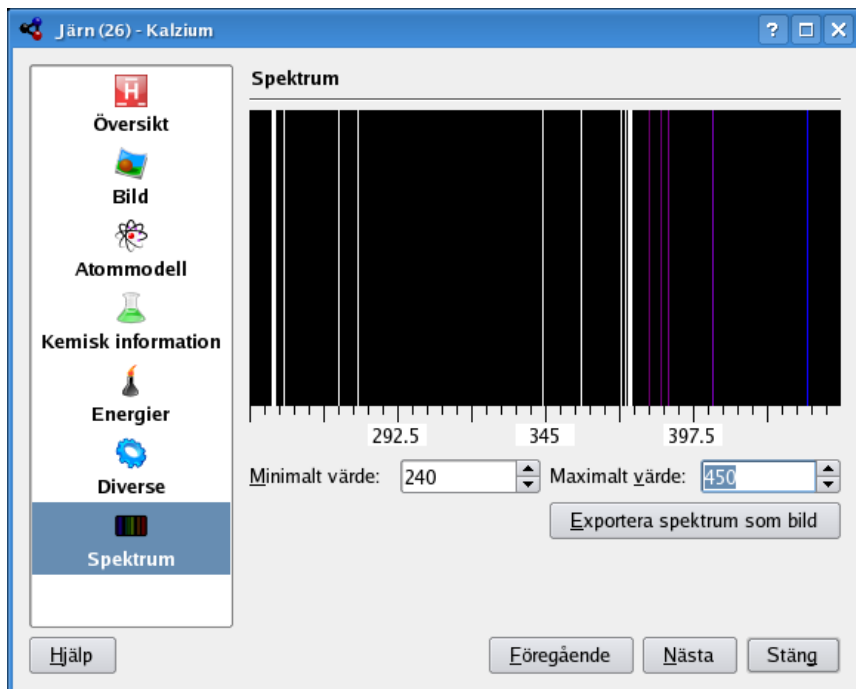 Järn (26) - Kalzium
Översikt
Bild
Atommodell
Kemisk information
Energier
Diverse
Spektrum
Spektrum
292.5 345 397.5
Minimalt värde: 240 Maximalt värde: 450
Exportera spektrum som bild
Hjälp Föregående Nästa Stäng